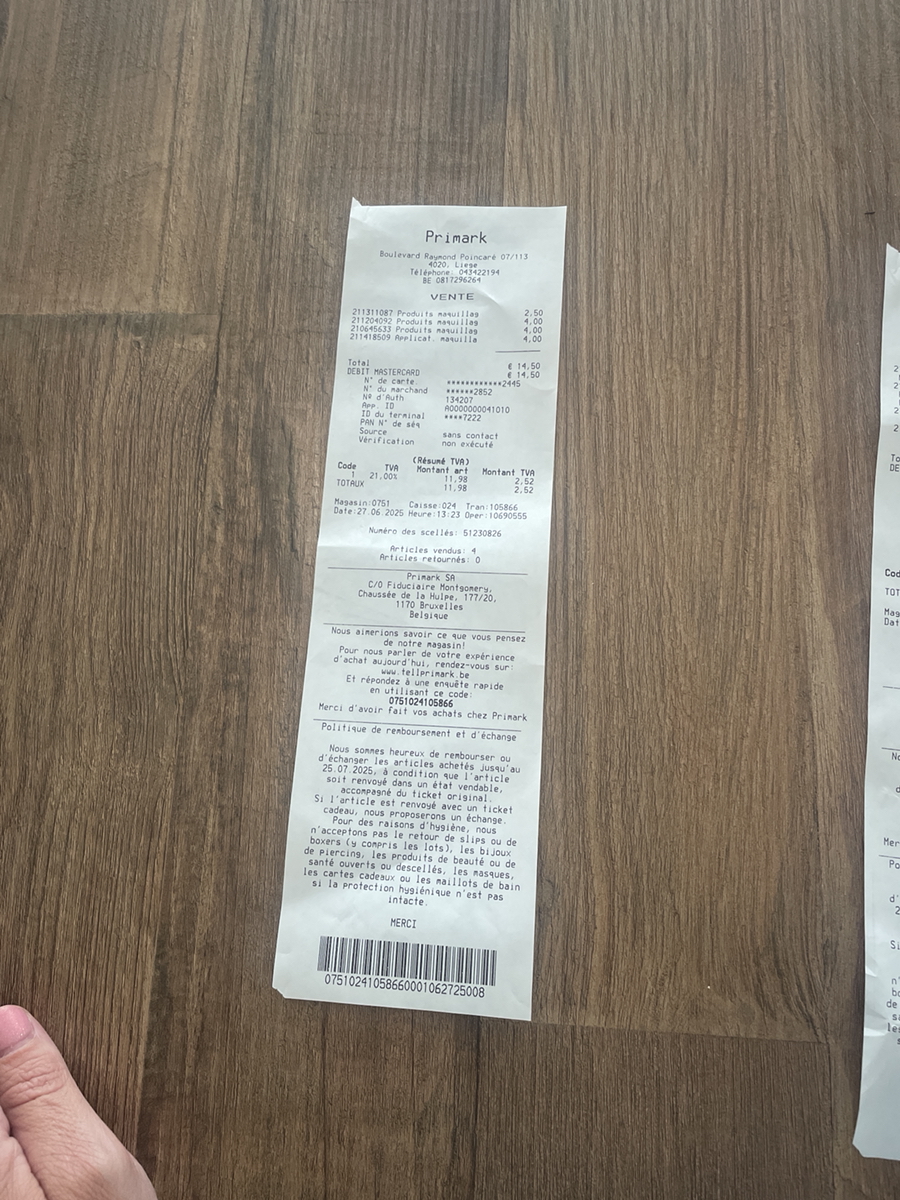 Primark
Boulevard Raymond Poincaré 07/113
4020, Liege
Téléphone: 043422194
BE 0817296264
VENTE
211311087 Produits maquillag 2,50
211204092 Produits maquillag 4,00
210645633 Produits maquillag 4,00
211418509 Applicat. maquilla 4,00
Total € 14,50
DEBIT MASTERCARD € 14,50
N° de carte. ************2445
N° du marchand ******2852
Nº d'Auth 134207
App. ID A0000000041010
ID du terminal ****7222
PAN N° de séq
Source sans contact
Vérification non exécuté
(Résumé TVA)
Code TVA Montant art Montant TVA
1 21,00% 11,98 2,52
TOTAUX 11,98 2,52
Magasin:0751 Caisse:024 Tran:105866
Date:27.06.2025 Heure:13:23 Oper:10690555
Numéro des scellés: 51230826
Articles vendus: 4
Articles retournés: 0
Primark SA
C/O Fiduciaire Montgomery,
Chaussée de la Hulpe, 177/20,
1170 Bruxelles
Belgique
Nous aimerions savoir ce que vous pensez
de notre magasin!
Pour nous parler de votre expérience
d'achat aujourd'hui, rendez-vous sur:
www.tellprimark.be
Et répondez à une enquête rapide
en utilisant ce code:
0751024105866
Merci d'avoir fait vos achats chez Primark
Politique de remboursement et d'échange
Nous sommes heureux de rembourser ou
d'échanger les articles achetés jusqu'au
25.07.2025, à condition que l'article
soit renvoyé dans un état vendable,
accompagné du ticket original.
Si l'article est renvoyé avec un ticket
cadeau, nous proposerons un échange.
Pour des raisons d'hygiène, nous
n'acceptons pas le retour de slips ou de
boxers (y compris les lots), les bijoux
de piercing, les produits de beauté ou de
santé ouverts ou descellés, les masques,
les cartes cadeaux ou les maillots de bain
si la protection hygiénique n'est pas
intacte.
MERCI
07510241058660001062725008